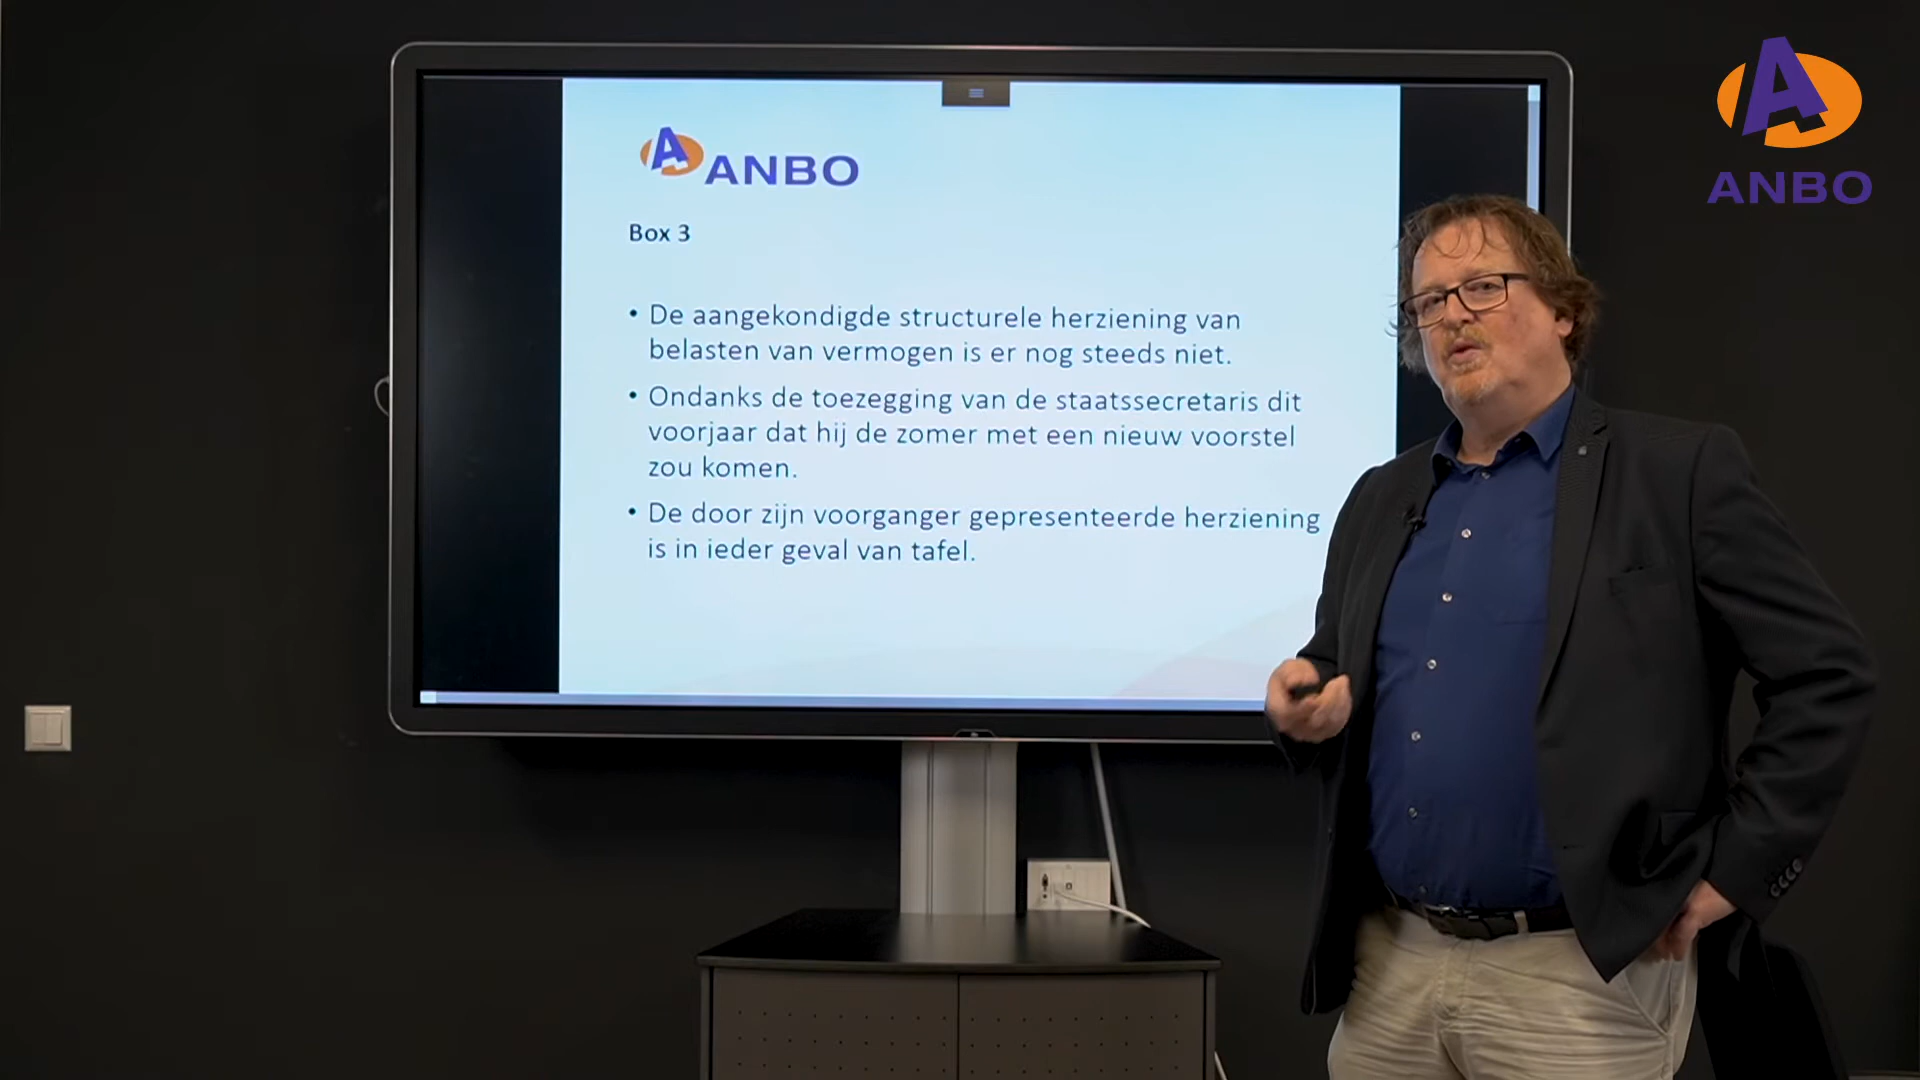 ANBO
ANBO
Box 3
• De aangekondigde structurele herziening van
belasten van vermogen is er nog steeds niet.
• Ondanks de toezegging van de staatssecretaris dit
voorjaar dat hij de zomer met een nieuw voorstel
zou komen.
• De door zijn voorganger gepresenteerde herziening
is in ieder geval van tafel.